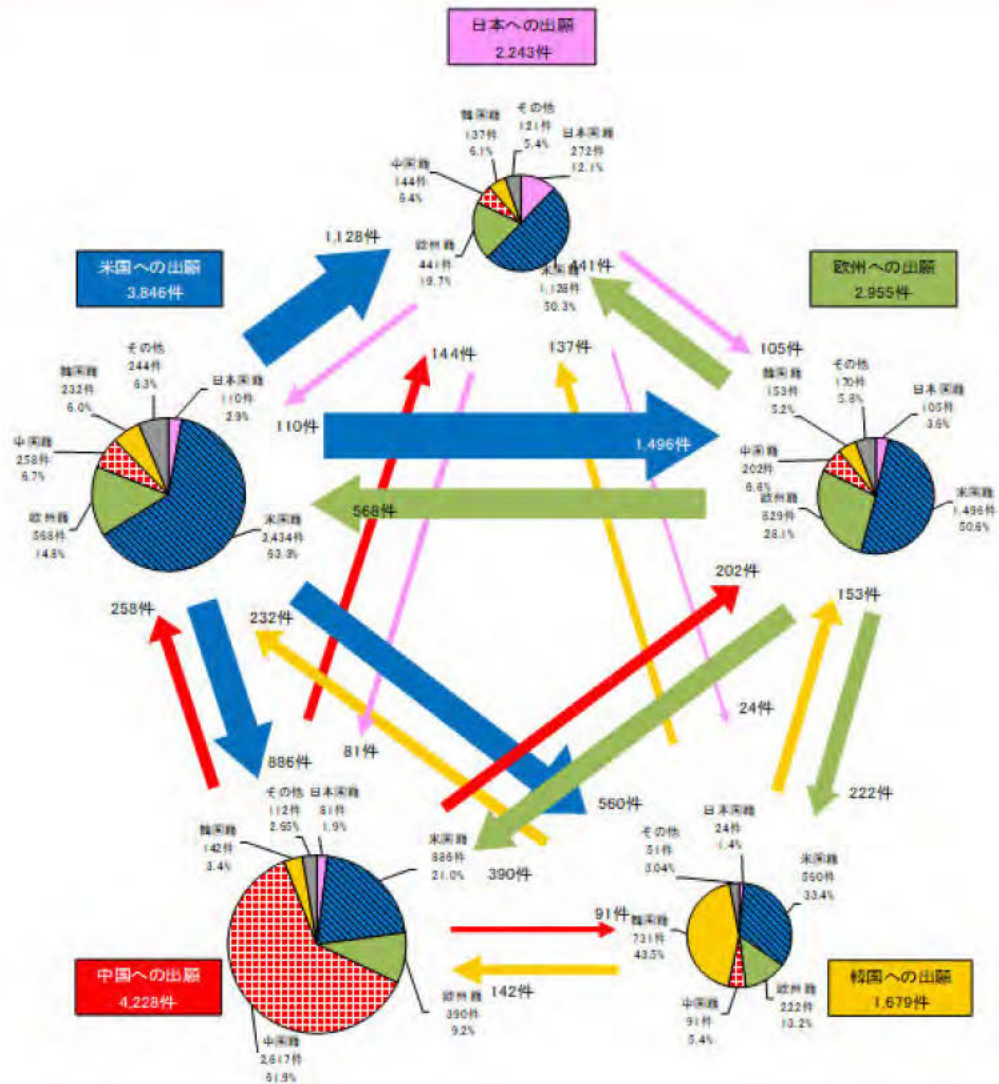 日本への出願
2,243件
その他
121件
5.4%
韓国籍
137件
6.1%
日本国籍
272件
12.1%
中国籍
144件
6.4%
欧州籍
441件
19.7%
米国籍
1,128件
50.3%
1,128件
441件
米国への出願
3,846件
欧州への出願
2,955件
その他
244件
6.3%
韓国籍
232件
6.0%
日本国籍
110件
2.9%
中国籍
258件
6.7%
欧州籍
568件
14.8%
米国籍
2,434件
63.3%
144件
137件
105件
110件
1,496件
568件
その他
170件
5.8%
韓国籍
153件
5.2%
日本国籍
105件
3.6%
中国籍
202件
6.8%
欧州籍
829件
28.1%
米国籍
1,496件
50.6%
258件
232件
202件
153件
886件
81件
24件
560件
222件
390件
91件
142件
その他
112件
2.65%
日本国籍
81件
1.9%
韓国籍
142件
3.4%
米国籍
886件
21.0%
欧州籍
390件
9.2%
中国籍
2,617件
61.9%
中国への出願
4,228件
日本国籍
24件
1.4%
その他
51件
3.04%
米国籍
560件
33.4%
韓国籍
731件
43.5%
中国籍
91件
5.4%
欧州籍
222件
13.2%
韓国への出願
1,679件